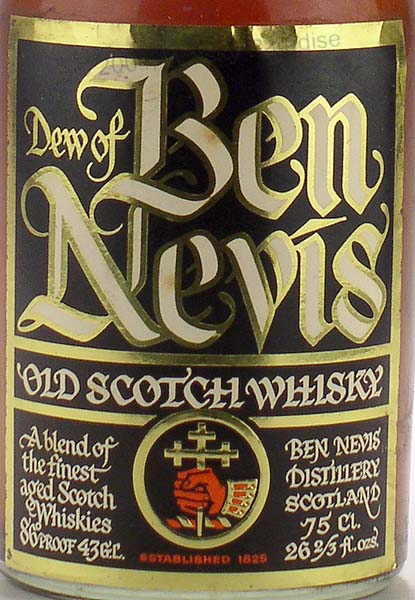 Dew of
Ben
Nevis
OLD SCOTCH WHISKY
A blend of
the finest
aged Scotch
Whiskies
86 PROOF 43 G.L.
ESTABLISHED 1825
BEN NEVIS
DISTILLERY
SCOTLAND
75 Cl.
26 2/3 fl. ozs.